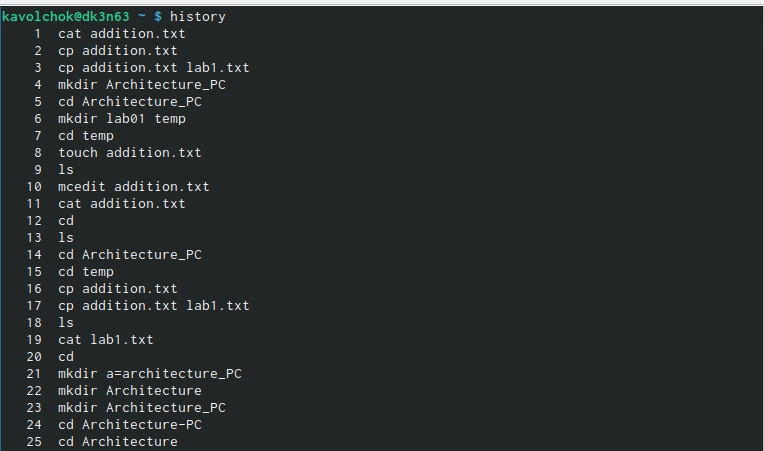 kavolchok@dk3n63 ~ $ history
1 cat addition.txt
2 cp addition.txt
3 cp addition.txt lab1.txt
4 mkdir Architecture_PC
5 cd Architecture_PC
6 mkdir lab01 temp
7 cd temp
8 touch addition.txt
9 ls
10 mcedit addition.txt
11 cat addition.txt
12 cd
13 ls
14 cd Architecture_PC
15 cd temp
16 cp addition.txt
17 cp addition.txt lab1.txt
18 ls
19 cat lab1.txt
20 cd
21 mkdir a=architecture_PC
22 mkdir Architecture
23 mkdir Architecture_PC
24 cd Architecture-PC
25 cd Architecture